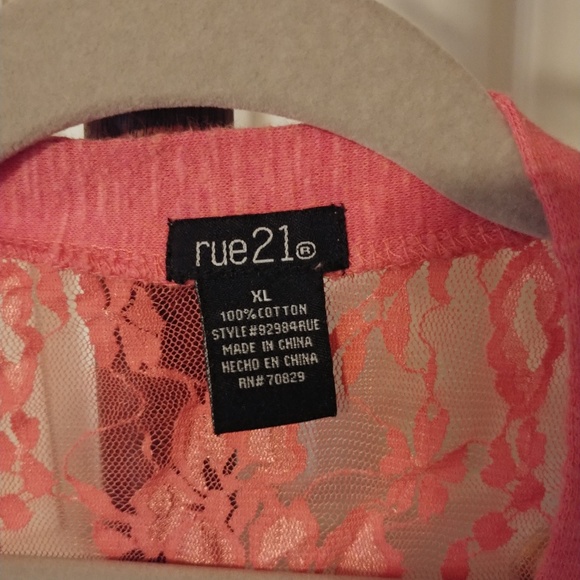 rue21®
XL
100% COTTON
STYLE#92984RUE
MADE IN CHINA
HECHO EN CHINA
RN# 70829